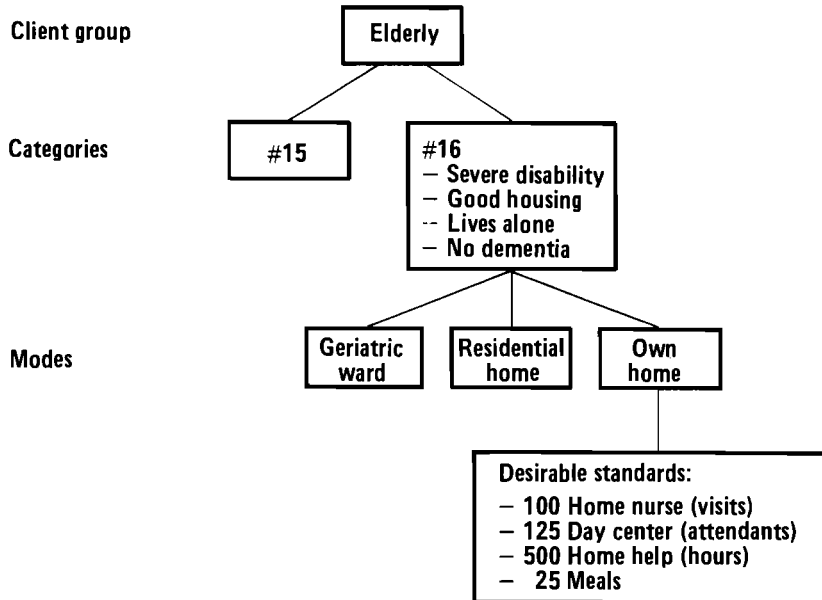 Client group
Elderly
Categories
#15
#16
– Severe disability
– Good housing
-- Lives alone
– No dementia
Modes
Geriatric
ward
Residential
home
Own
home
Desirable standards:
– 100 Home nurse (visits)
– 125 Day center (attendants)
– 500 Home help (hours)
– 25 Meals